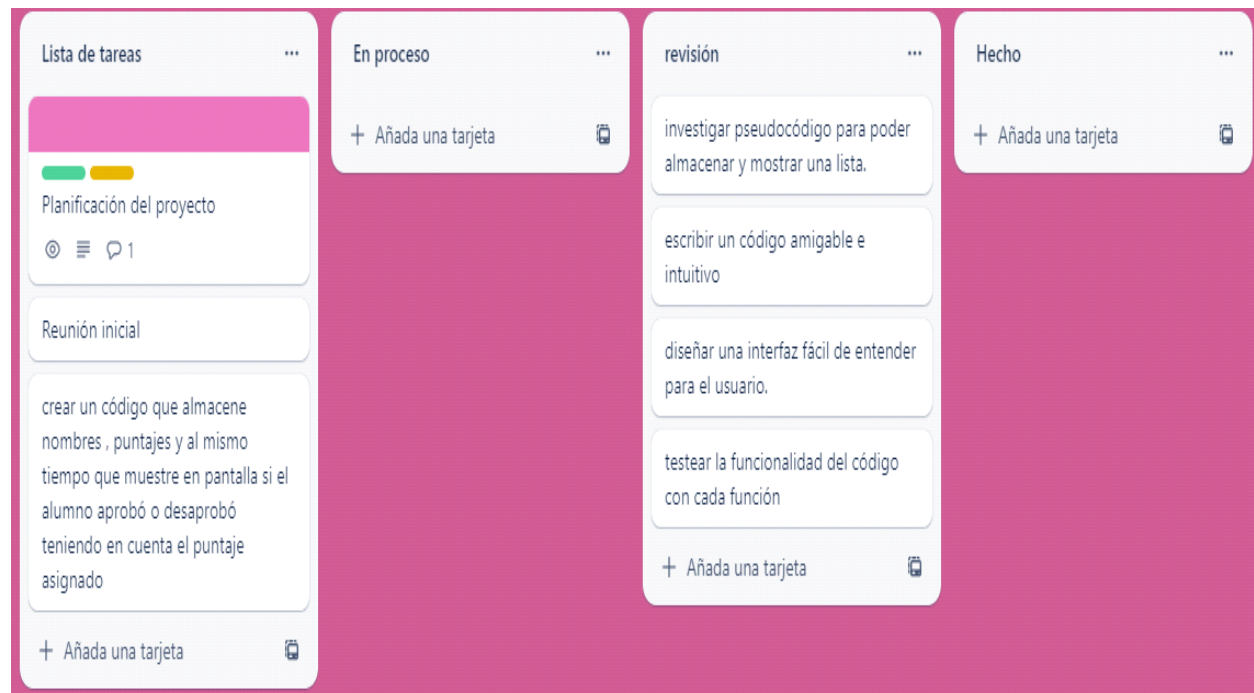 Lista de tareas
Planificación del proyecto
1
Reunión inicial
crear un código que almacene
nombres , puntajes y al mismo
tiempo que muestre en pantalla si el
alumno aprobó o desaprobó
teniendo en cuenta el puntaje
asignado
+ Añada una tarjeta
En proceso
+ Añada una tarjeta
revisión
investigar pseudocódigo para poder
almacenar y mostrar una lista.
escribir un código amigable e
intuitivo
diseñar una interfaz fácil de entender
para el usuario.
testear la funcionalidad del código
con cada función
+ Añada una tarjeta
Hecho
+ Añada una tarjeta